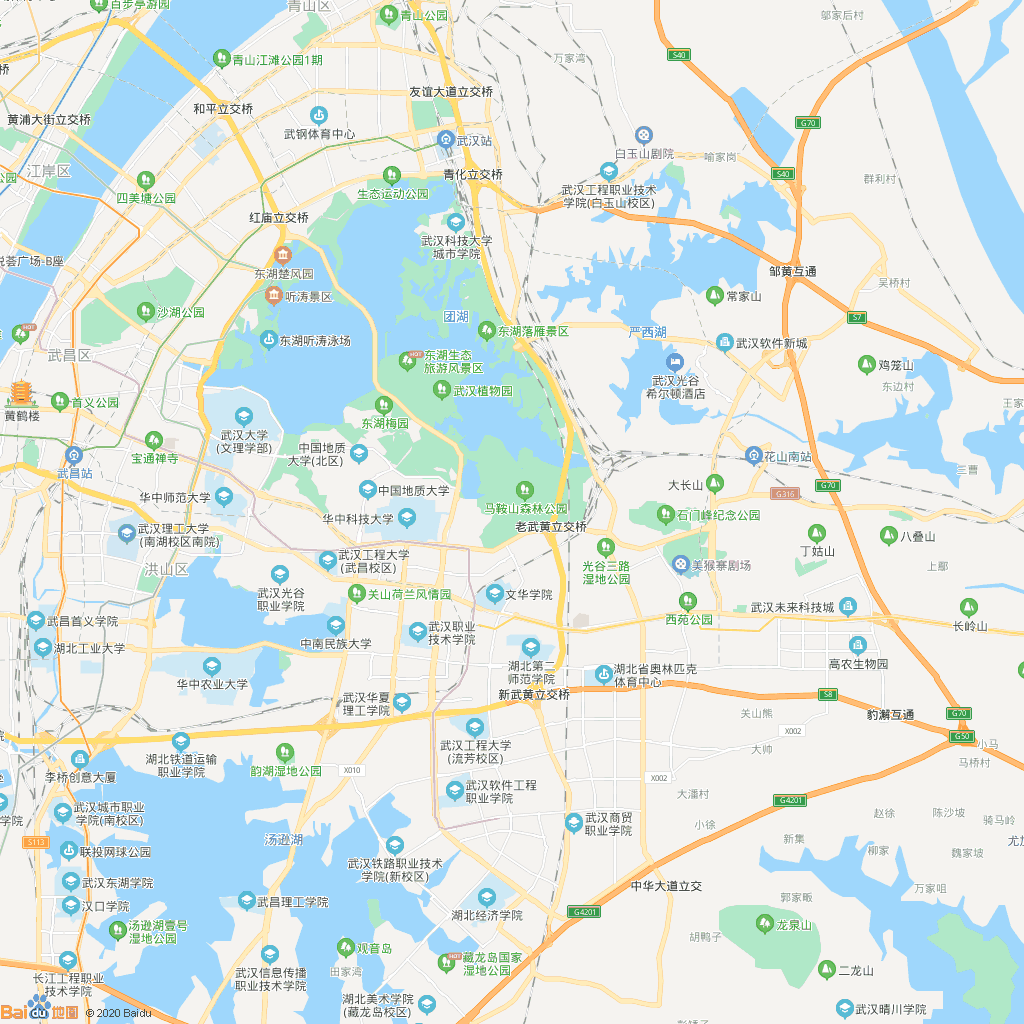 百步亭游园
青山区
青山公园
邬家后村
S40
万家湾
青山江滩公园1期
友谊大道立交桥
和平立交桥
黄浦大街立交桥
武钢体育中心
G70
武汉站
白玉山剧院
喻家岗
江岸区
青化立交桥
S40
群利村
四美塘公园
生态运动公园
武汉工程职业技术
学院(白玉山校区)
红庙立交桥
武汉科技大学
城市学院
悦荟广场-B座
东湖楚风园
邹黄互通
吴桥村
听涛景区
常家山
沙湖公园
团湖
S7
HOT
东湖落雁景区
严西湖
东湖听涛泳场
武汉软件新城
武昌区
HOT
东湖生态
旅游风景区
武汉光谷
希尔顿酒店
鸡笼山
东边村
武汉植物园
黄鹤楼
首义公园
东湖梅园
王家
武汉大学
(文理学部)
宝通禅寺
中国地质
大学(北区)
花山南站
武昌站
三曹
大长山
G70
中国地质大学
G316
华中师范大学
马鞍山森林公园
石门峰纪念公园
华中科技大学
老武黄立交桥
武汉理工大学
(南湖校区南院)
丁姑山
八叠山
洪山区
武汉工程大学
(武昌校区)
光谷三路
湿地公园
美猴寨剧场
上鄢
武汉光谷
职业学院
关山荷兰风情园
文华学院
武汉未来科技城
西苑公园
长岭山
武昌首义学院
武汉职业
技术学院
湖北工业大学
中南民族大学
高农生物园
华中农业大学
湖北第二
师范学院
湖北省奥林匹克
体育中心
武汉华夏
理工学院
新武黄立交桥
S8
关山熊
豹澥互通
G70
X002
G50
小马
湖北铁道运输
职业学院
武汉工程大学
(流芳校区)
大帅
马桥村
李桥创意大厦
韵湖湿地公园
X010
X002
武汉软件工程
职业学院
大潘村
G4201
武汉城市职业
学院(南校区)
赵徐
陈沙坡
骑马岭
武汉商贸
职业学院
小徐
S113
汤逊湖
新集
联投网球公园
柳家
魏家坡
武汉铁路职业技术
学院(新校区)
武汉东湖学院
中华大道立交
万家咀
武昌理工学院
郭家畈
汉口学院
湖北经济学院
G4201
汤逊湖壹号
湿地公园
龙泉山
胡鸭子
观音岛
HOT
藏龙岛国家
湿地公园
武汉信息传播
职业技术学院
田家湾
二龙山
长江工程职业
技术学院
湖北美术学院
(藏龙岛校区)
武汉晴川学院
Bai du 地图
© 2020 Baidu